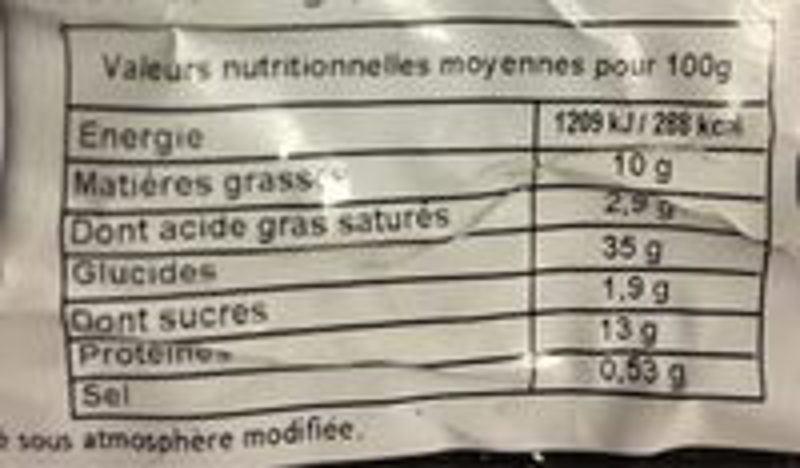 Valeurs nutritionnelles moyennes pour 100g
Energie 1209 kJ / 288 kcal
Matières grasses 10 g
Dont acide gras saturés 2,9 g
Glucides 35 g
Dont sucres 1,9 g
Protéines 13 g
Sel 0,53 g
sous atmosphère modifiée.